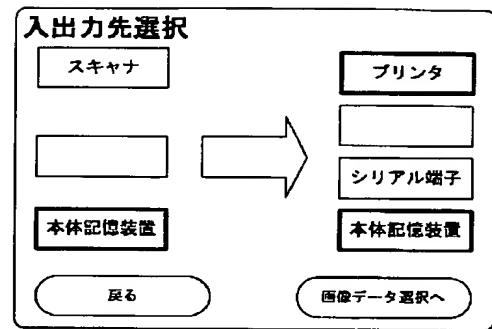 入出力先選択
スキャナ
プリンタ
シリアル端子
本体記憶装置
本体記憶装置
戻る
画像データ選択へ